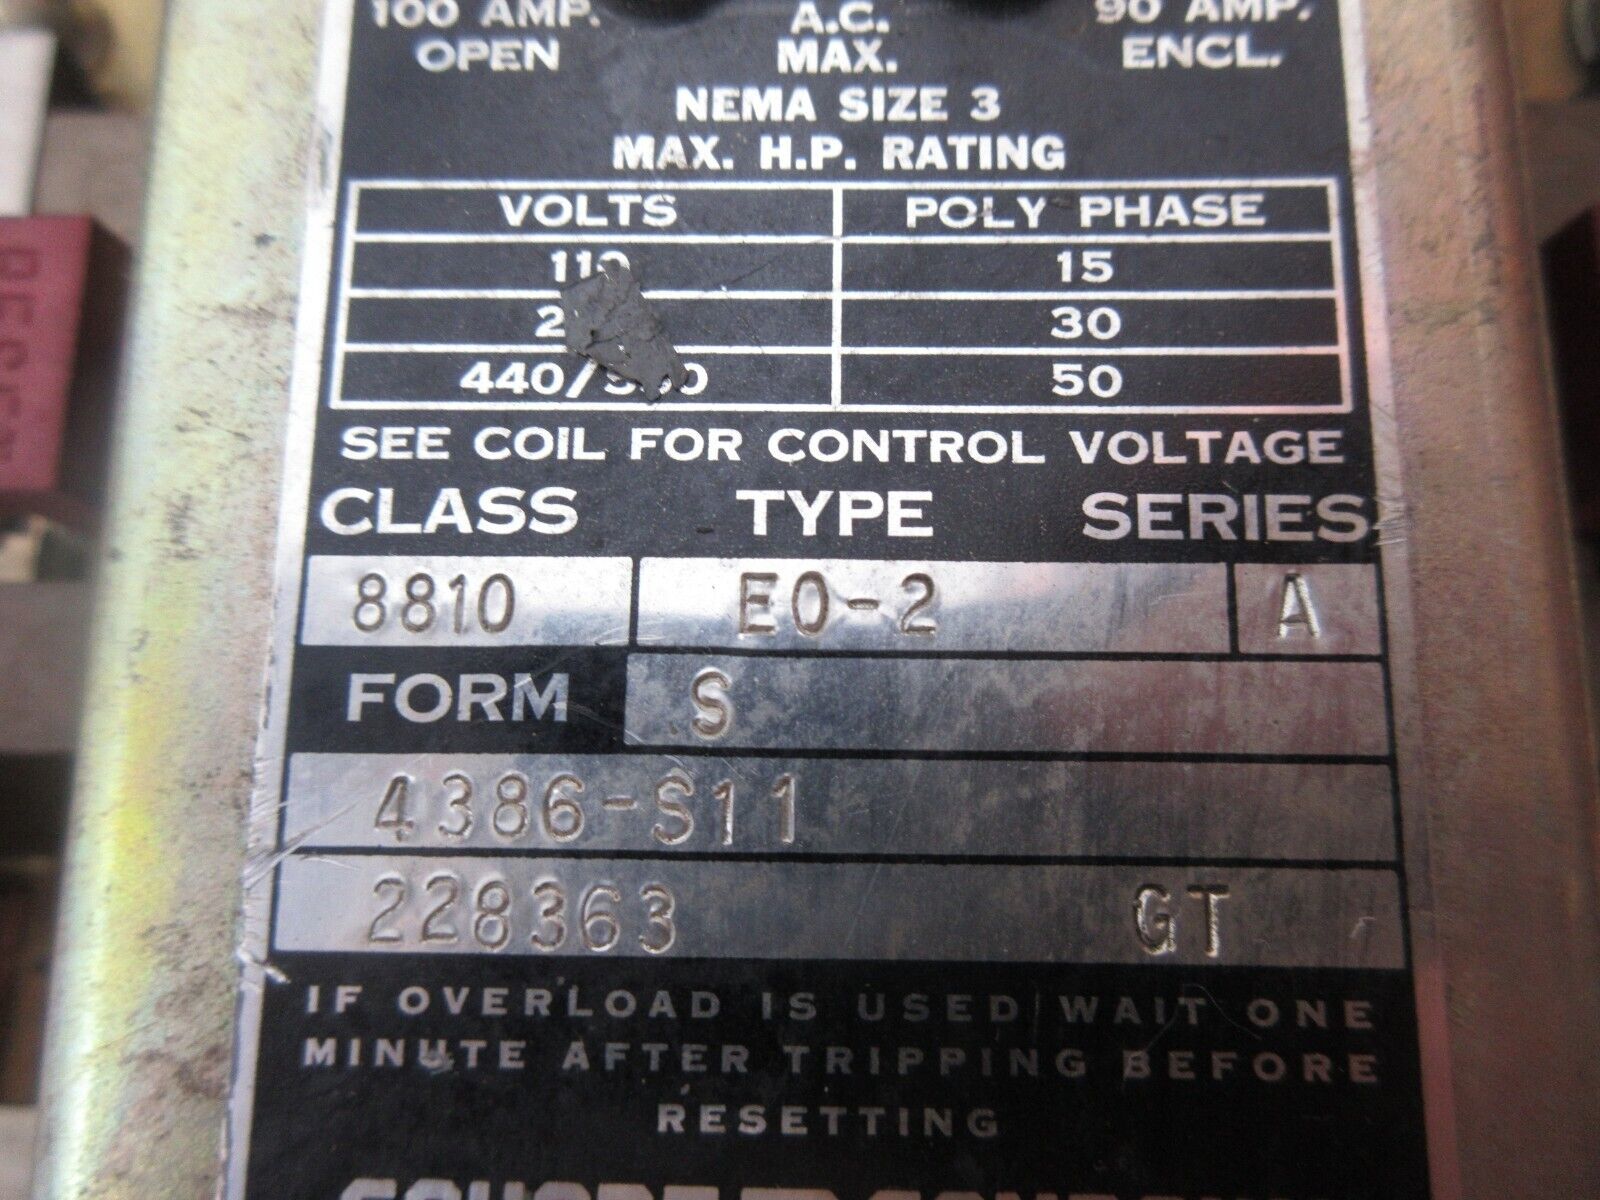 100 AMP. A.C. 90 AMP.
OPEN MAX. ENCL.
NEMA SIZE 3
MAX. H.P. RATING
VOLTS POLY PHASE
110 15
30
50
SEE COIL FOR CONTROL VOLTAGE
CLASS TYPE SERIES
8810 EO-2 A
FORM S
4386-S11
228363 GT
IF OVERLOAD IS USED WAIT ONE
MINUTE AFTER TRIPPING BEFORE
RESETTING